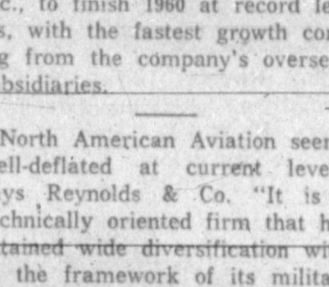 c., to finish 1960 at record le
s, with the fastest growth co
g from the company's overse
bsidiaries.
North American Aviation seem
ell-deflated at current leve
ys Reynolds & Co. "It is
chnically oriented firm that h
tained wide diversification wi
the framework of its milita